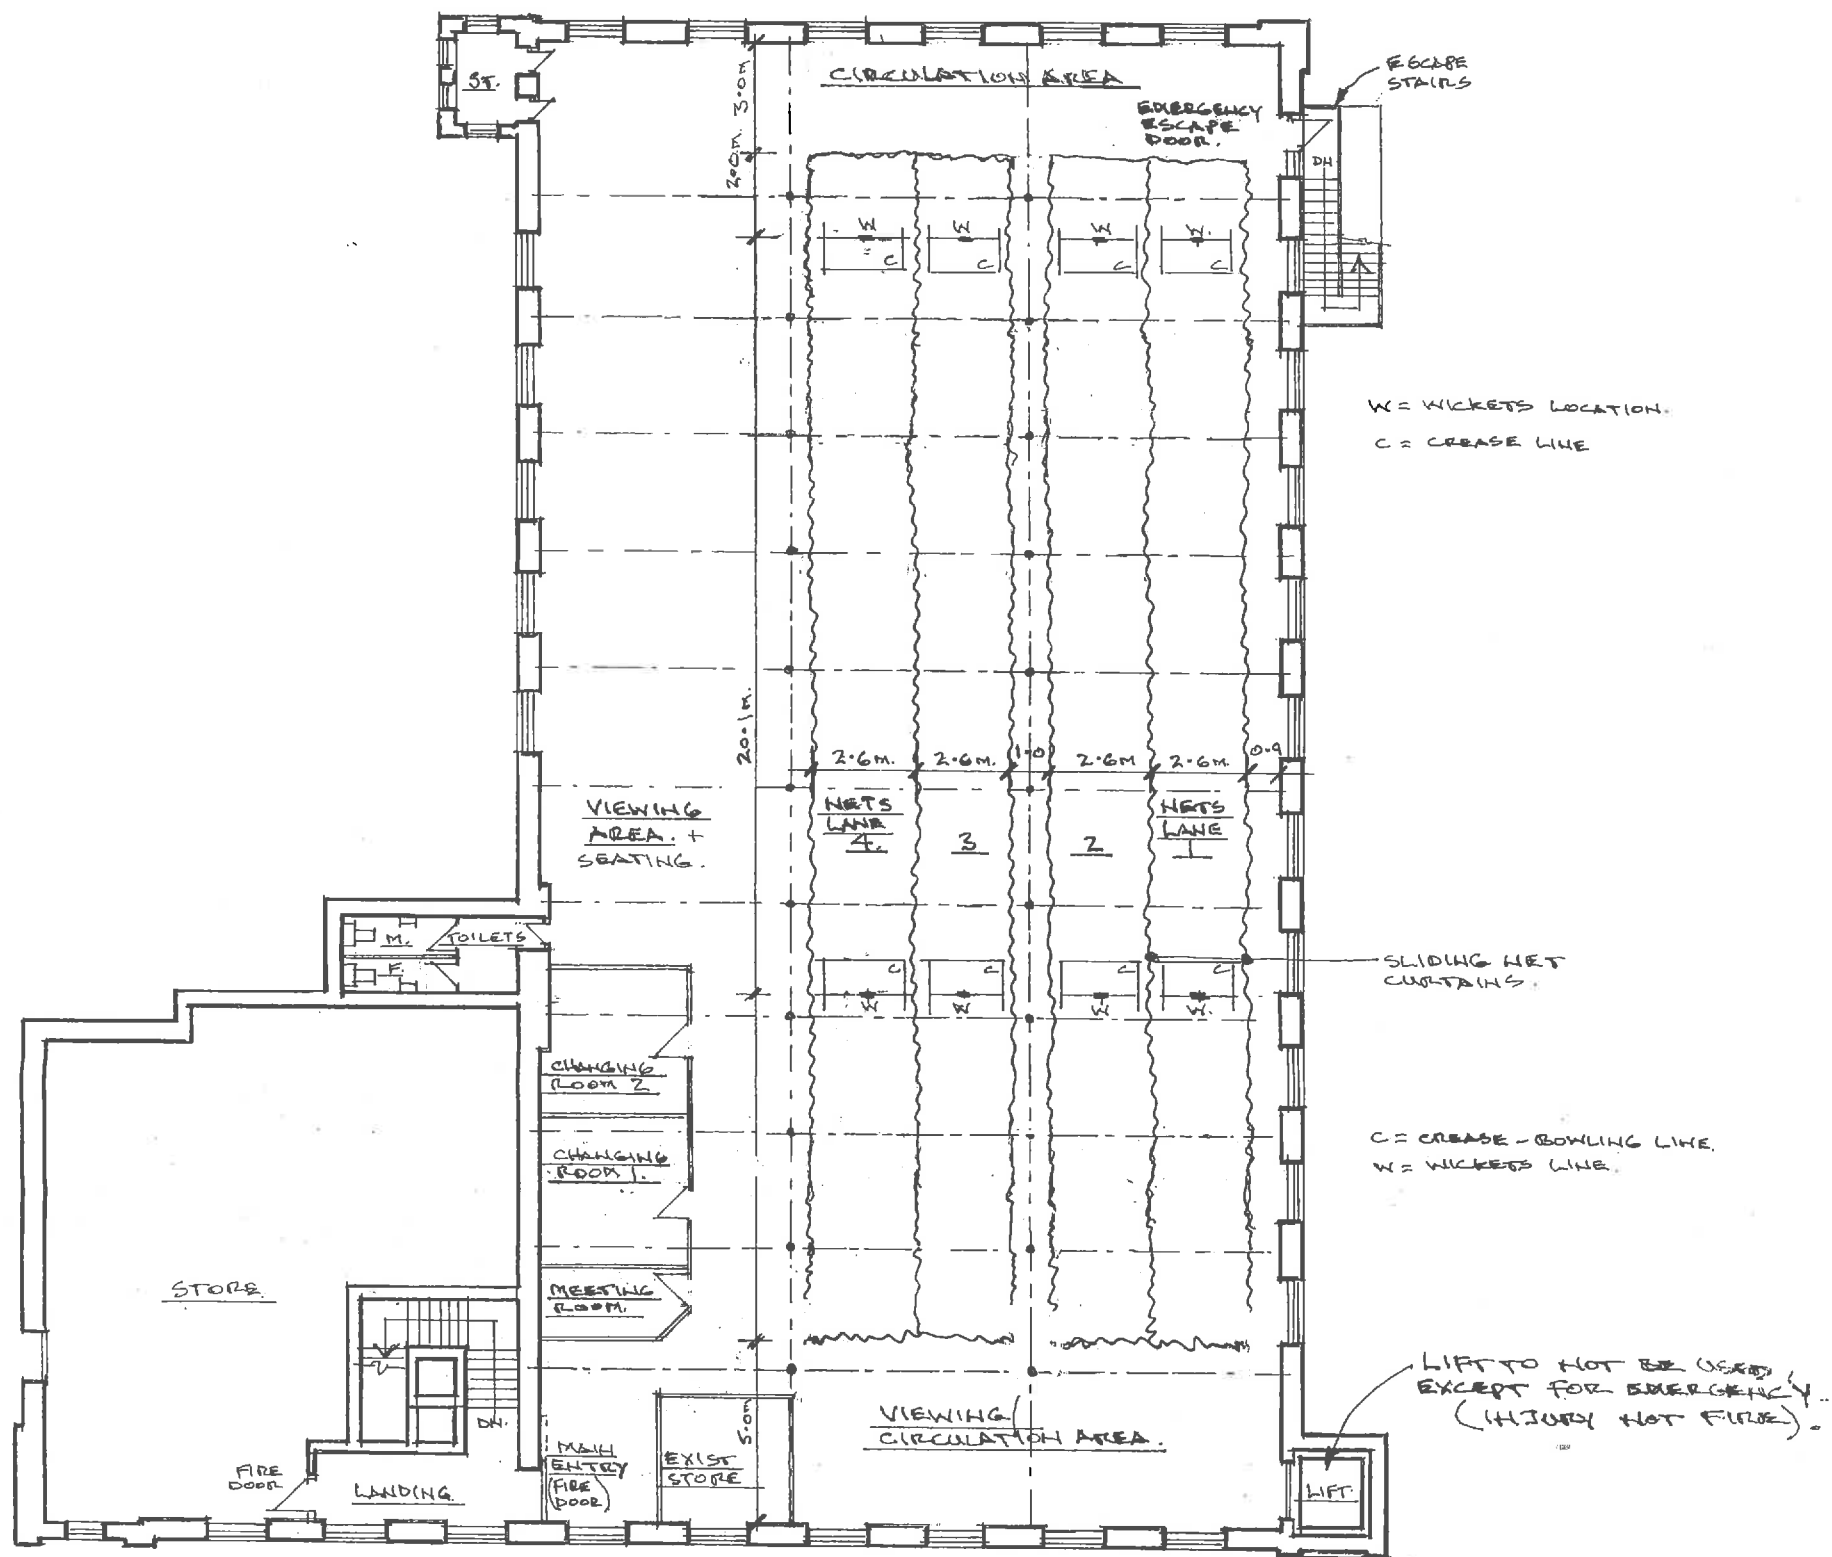 ESCAPE
STAIRS
ST.
CIRCULATION AREA
3.0m
EMERGENCY
ESCAPE
DOOR.
2.00m.
DN
W
W
W
W.
C
C
C
C
W = WICKETS LOCATION.
C = CREASE LINE
20.1m.
2.6m.
2.6m.
1.0
2.6m
2.6m.
0.9
VIEWING
AREA. +
SEATING.
NETS
LANE
4.
3
2
NETS
LANE
1
M.
TOILETS
F.
C
C
C
C
W
W
W
W.
SLIDING NET
CURTAINS.
CHANGING
ROOM 2
CHANGING
ROOM 1.
C = CREASE - BOWLING LINE.
W = WICKETS LINE.
STORE
MEETING
ROOM.
LIFT TO NOT BE USED,
EXCEPT FOR EMERGENCY.
(INJURY NOT FIRE).
DN.
5.0m
VIEWING/
CIRCULATION AREA.
MAIN
ENTRY
(FIRE
DOOR)
EXIST
STORE
FIRE
DOOR
LANDING
LIFT